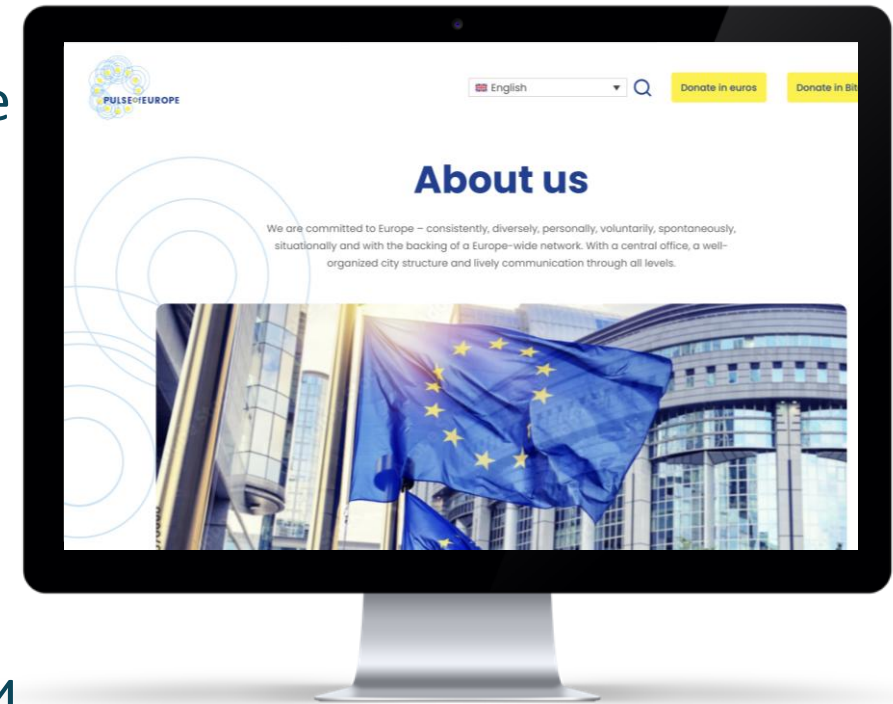 e
PULSE OF EUROPE
English
Donate in euros
Donate in Bit
About us
We are committed to Europe – consistently, diversely, personally, voluntarily, spontaneously,
situationally and with the backing of a Europe-wide network. With a central office, a well-
organized city structure and lively communication through all levels.